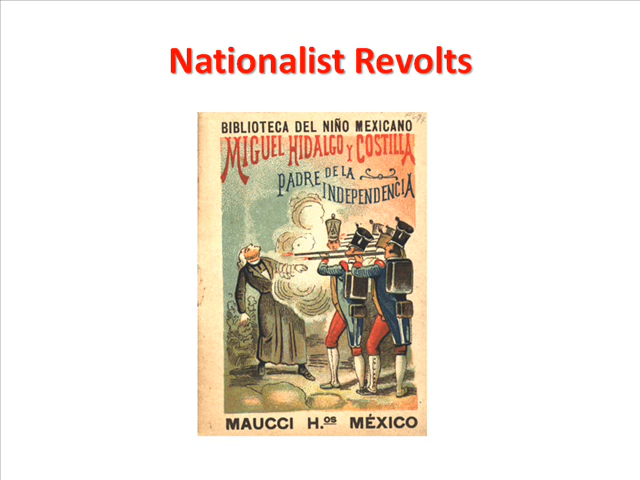 Nationalist Revolts
BIBLIOTECA DEL NIÑO MEXICANO
MIGUEL HIDALGO Y COSTILLA
PADRE DE LA
INDEPENDENCIA
MAUCCI H.OS MÉXICO